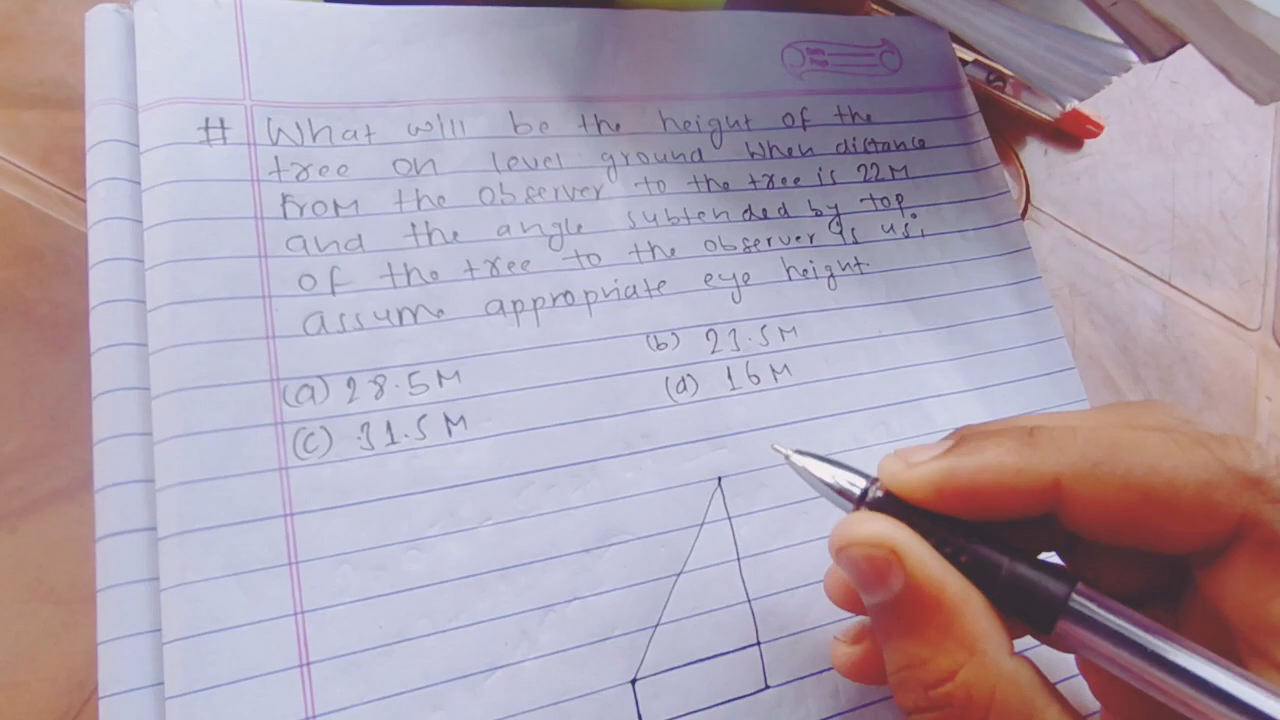 # What will be the height of the
tree on level ground when distance
from the observer to the tree is 22M
and the angle subtended by top
of the tree to the observer is
assume appropriate eye height.
(a) 28.5M
(b) 23.5M
(c) 31.5M
(d) 16M